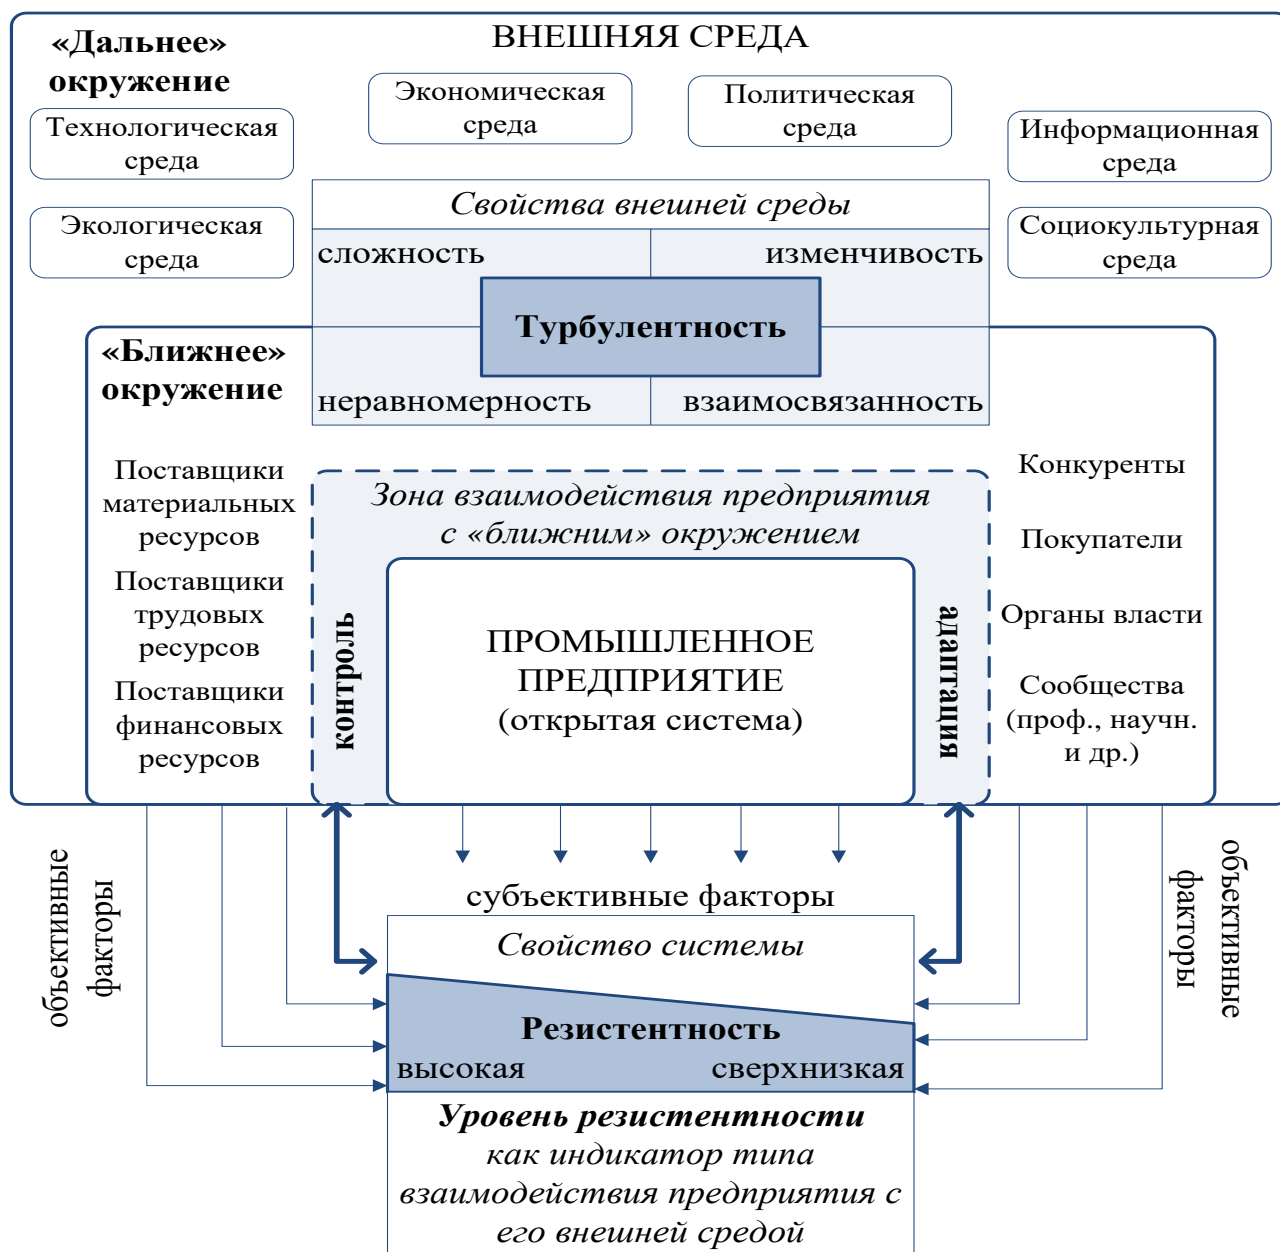 «Дальнее»
окружение
ВНЕШНЯЯ СРЕДА
Экономическая
среда
Политическая
среда
Технологическая
среда
Информационная
среда
Экологическая
среда
Социокультурная
среда
Свойства внешней среды
сложность
изменчивость
Турбулентность
неравномерность
взаимосвязанность
«Ближнее»
окружение
Поставщики
материальных
ресурсов
Поставщики
трудовых
ресурсов
Поставщики
финансовых
ресурсов
Зона взаимодействия предприятия
с «ближним» окружением
контроль
ПРОМЫШЛЕННОЕ
ПРЕДПРИЯТИЕ
(открытая система)
адаптация
Конкуренты
Покупатели
Органы власти
Сообщества
(проф., научн.
и др.)
объективные
факторы
субъективные факторы
объективные
факторы
Свойство системы
Резистентность
высокая
сверхнизкая
Уровень резистентности
как индикатор типа
взаимодействия предприятия с
его внешней средой